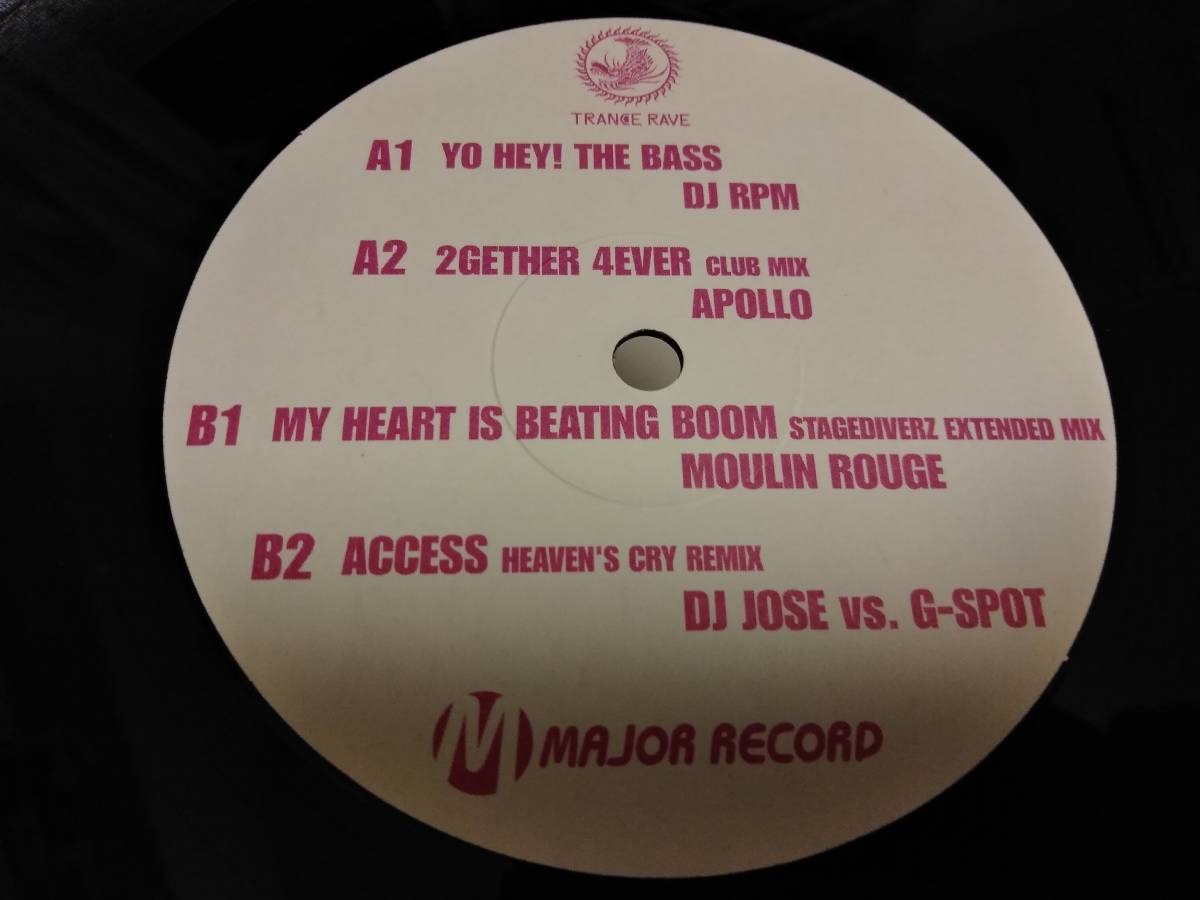 TRANCE RAVE
A1 YO HEY! THE BASS
DJ RPM
A2 2GETHER 4EVER CLUB MIX
APOLLO
B1 MY HEART IS BEATING BOOM STAGEDIVERZ EXTENDED MIX
MOULIN ROUGE
B2 ACCESS HEAVEN'S CRY REMIX
DJ JOSE VS. G-SPOT
M MAJOR RECORD